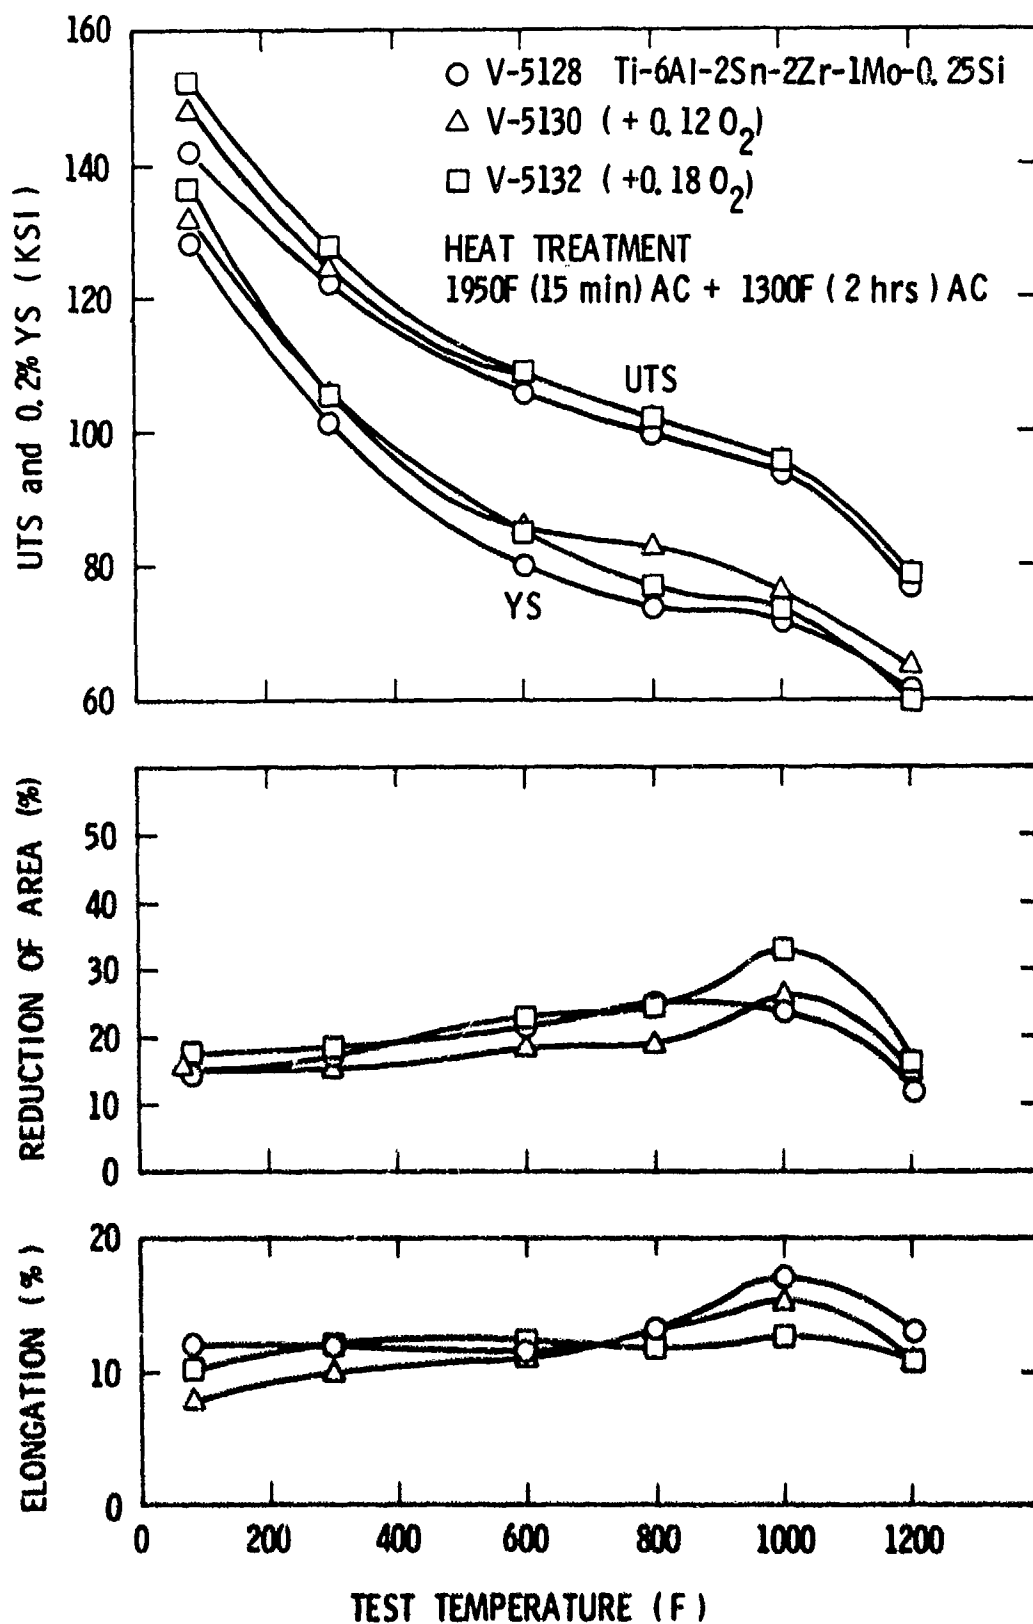 160
140
120
100
80
60
UTS and 0.2% YS (KSI)
V-5128 Ti-6Al-2Sn-2Zr-1Mo-0.25Si
V-5130 (+ 0.12 O2)
V-5132 (+0.18 O2)
HEAT TREATMENT
1950F (15 min) AC + 1300F (2 hrs) AC
UTS
YS
50
40
30
20
10
0
REDUCTION OF AREA (%)
20
10
0
ELONGATION (%)
0 200 400 600 800 1000 1200
TEST TEMPERATURE (F)